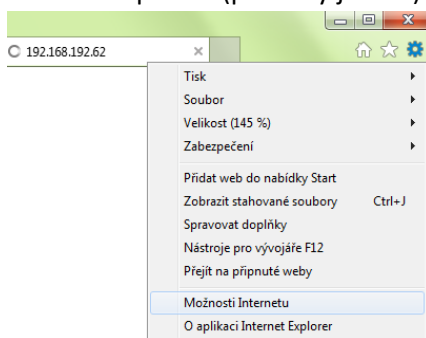 192.168.192.62
Tisk
Soubor
Velikost (145 %)
Zabezpečení
Přidat web do nabídky Start
Zobrazit stahované soubory Ctrl+J
Spravovat doplňky
Nástroje pro vývojáře F12
Přejít na připnuté weby
Možnosti Internetu
O aplikaci Internet Explorer